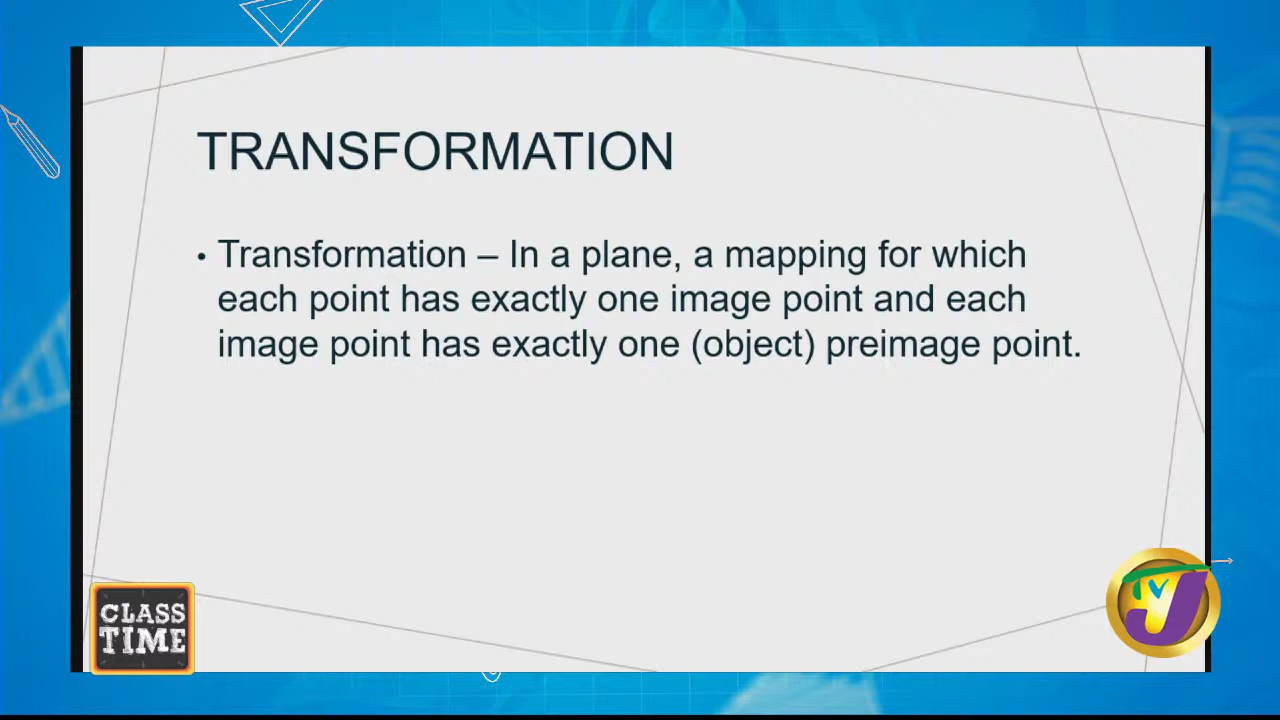 TRANSFORMATION
• Transformation – In a plane, a mapping for which
each point has exactly one image point and each
image point has exactly one (object) preimage point.
CLASS
TIME
TVJ